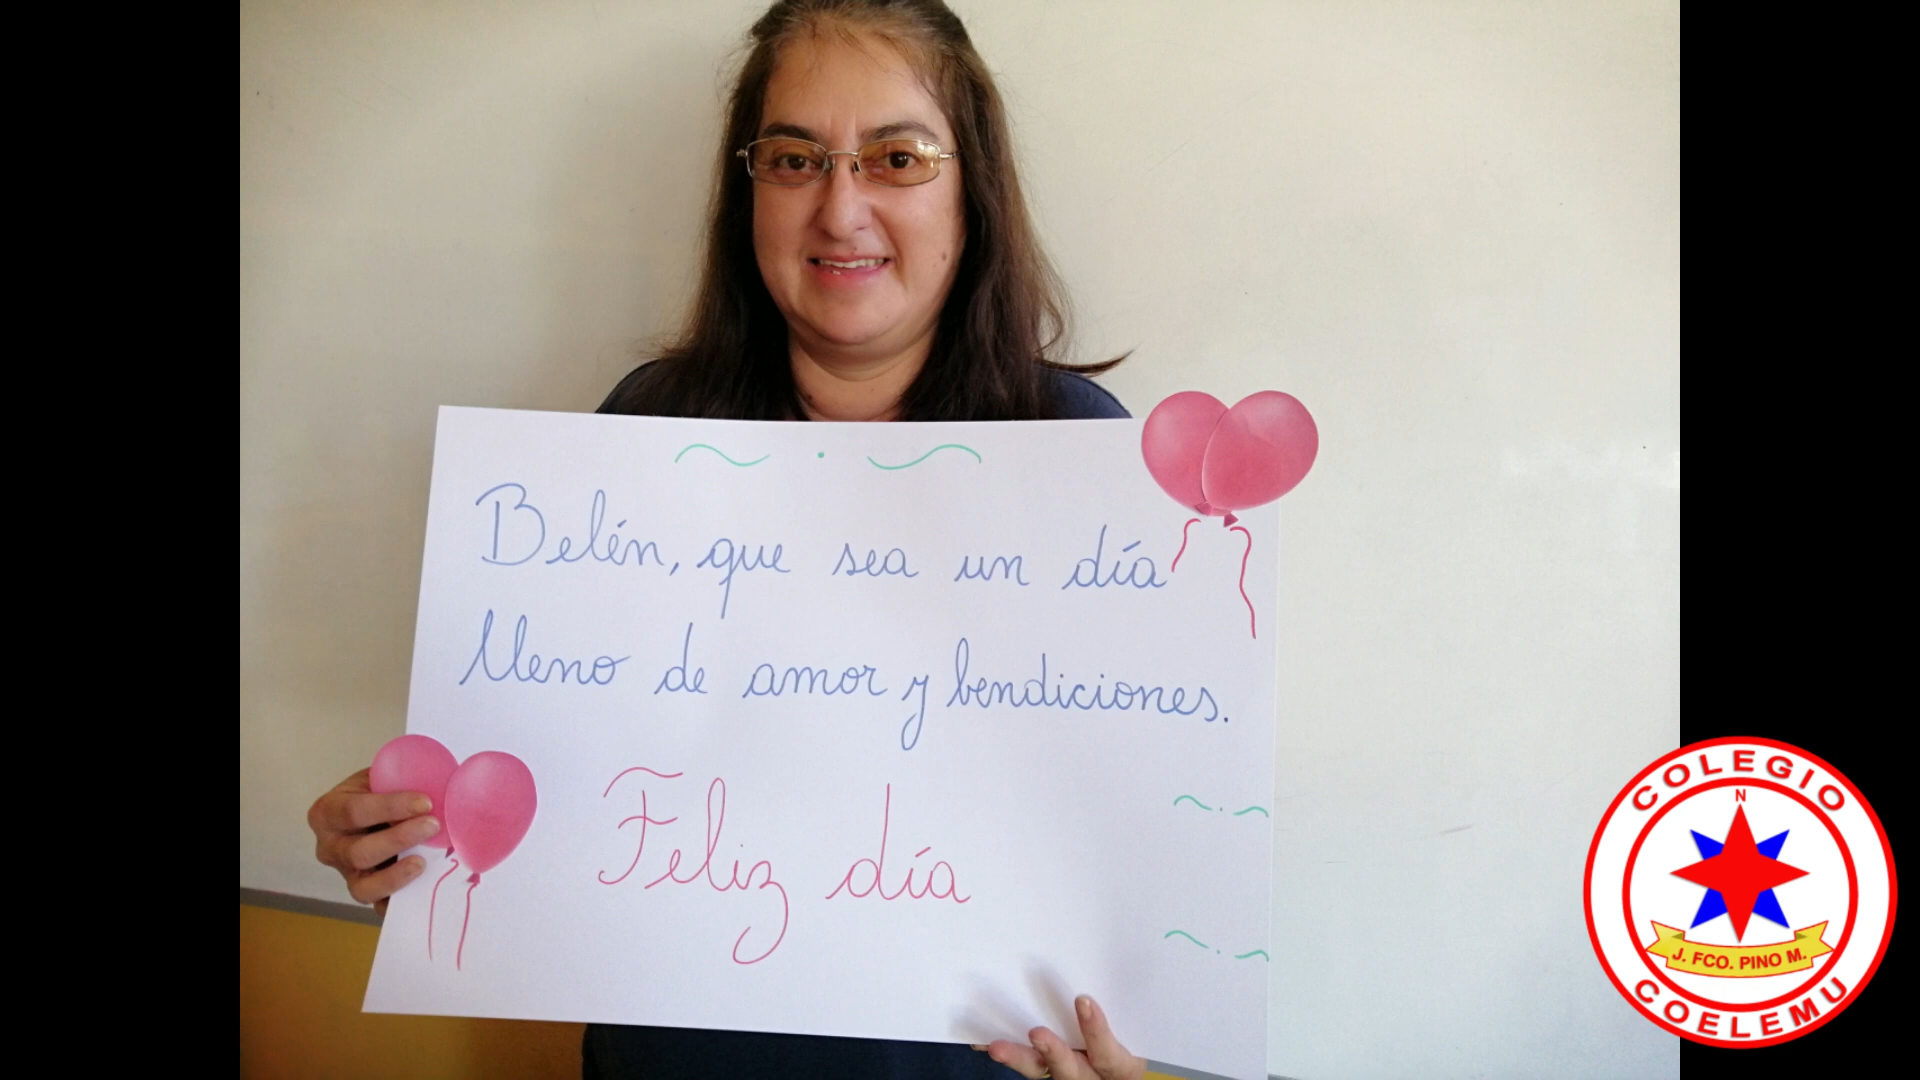 Belén, que sea un día
lleno de amor y bendiciones.
Feliz día
COLEGIO
N
J. FCO. PINO M.
COELEMU